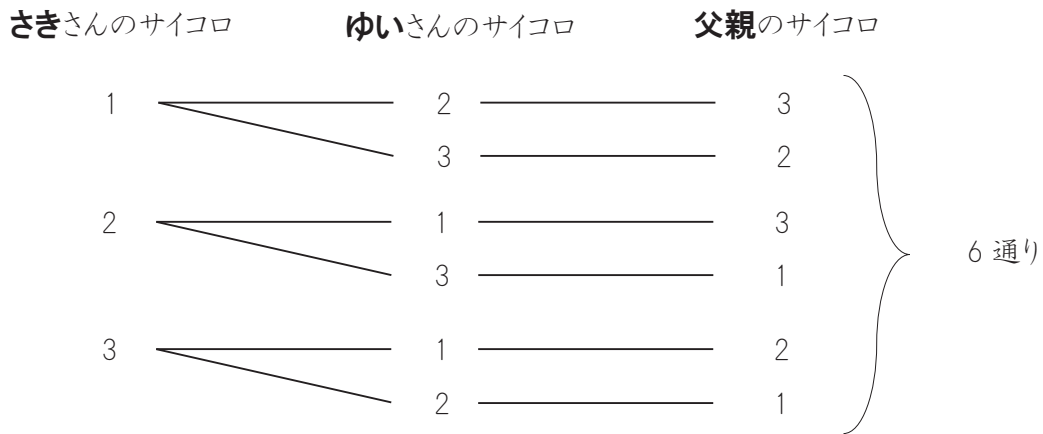 さきさんのサイコロ ゆいさんのサイコロ 父親のサイコロ
1 2 3
3 2
2 1 3
3 1
6 通り
3 1 2
2 1